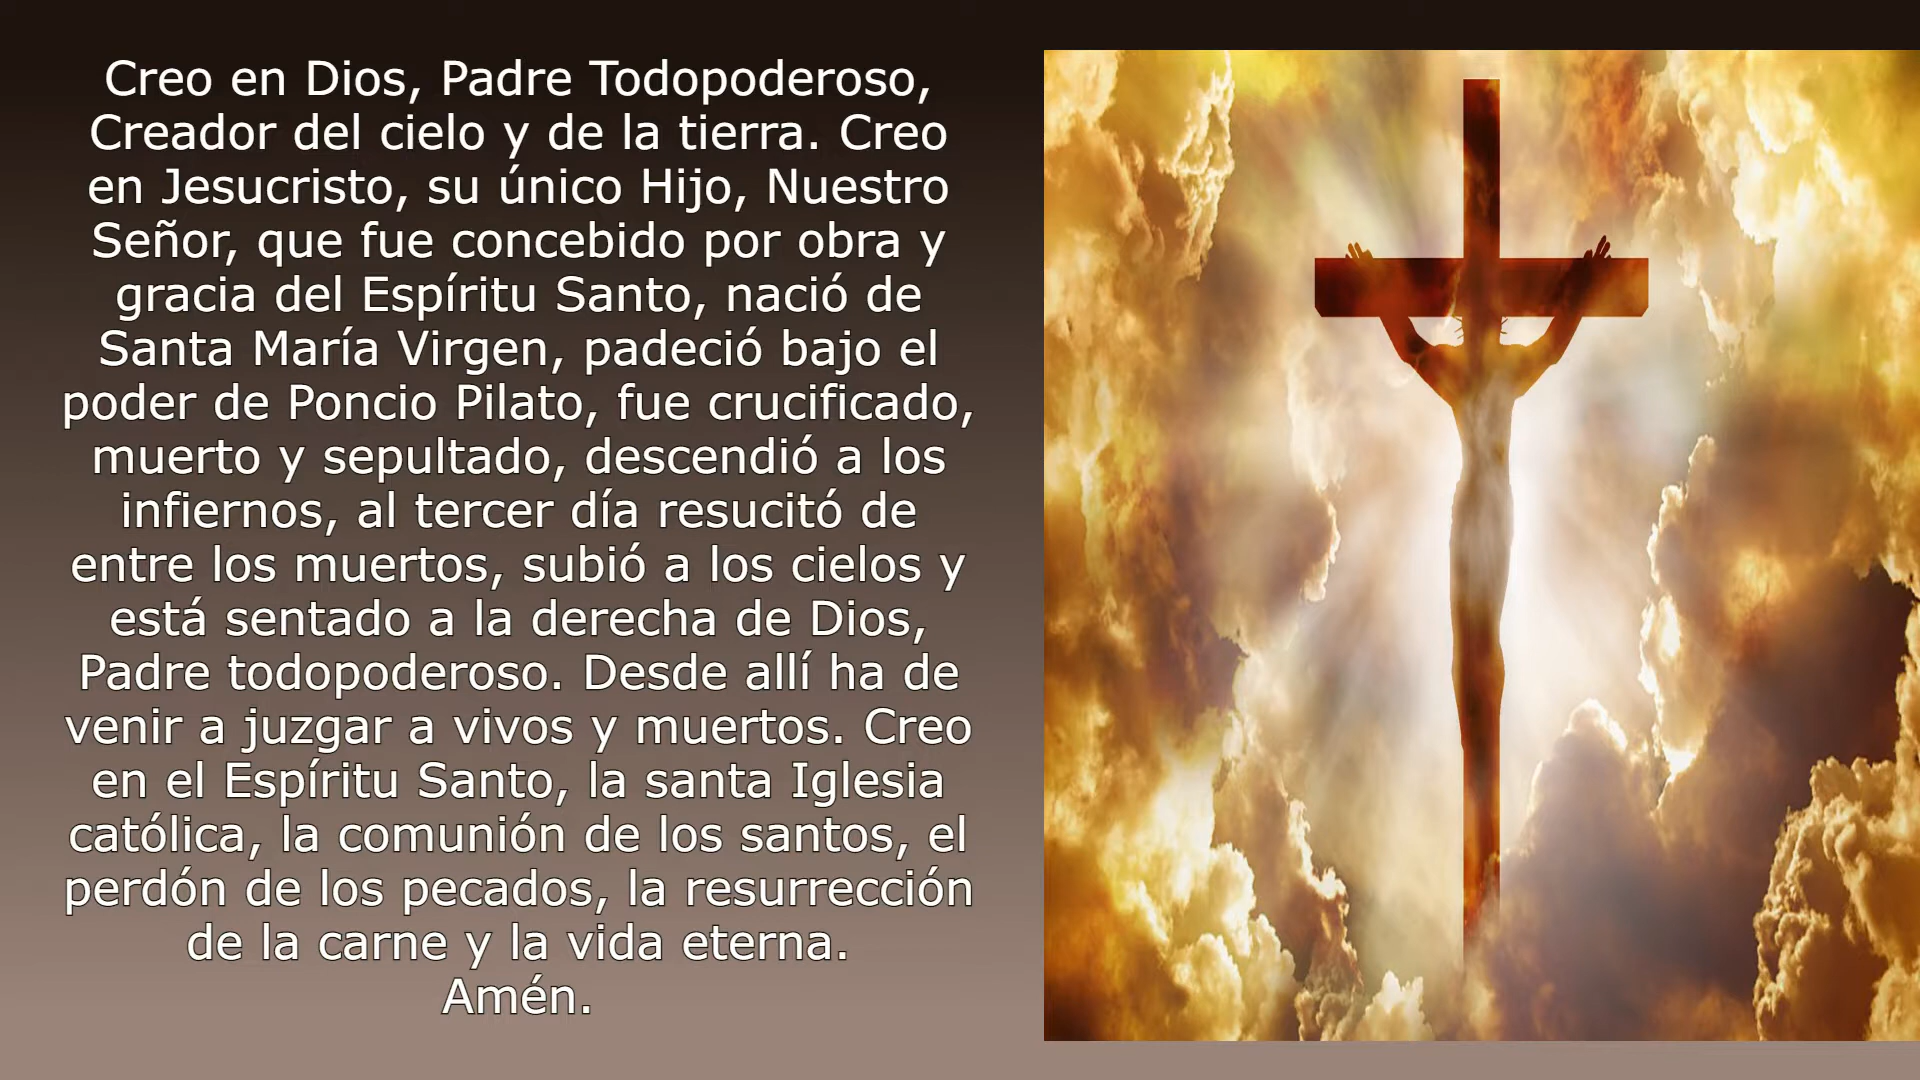 Creo en Dios, Padre Todopoderoso,
Creador del cielo y de la tierra. Creo
en Jesucristo, su único Hijo, Nuestro
Señor, que fue concebido por obra y
gracia del Espíritu Santo, nació de
Santa María Virgen, padeció bajo el
poder de Poncio Pilato, fue crucificado,
muerto y sepultado, descendió a los
infiernos, al tercer día resucitó de
entre los muertos, subió a los cielos y
está sentado a la derecha de Dios,
Padre todopoderoso. Desde allí ha de
venir a juzgar a vivos y muertos. Creo
en el Espíritu Santo, la santa Iglesia
católica, la comunión de los santos, el
perdón de los pecados, la resurrección
de la carne y la vida eterna.
Amén.